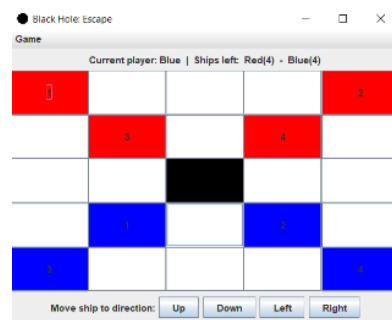 Black Hole: Escape
Game
Current player: Blue | Ships left: Red(4) - Blue(4)
1 2
3 4
1 2
3 4
Move ship to direction: Up Down Left Right